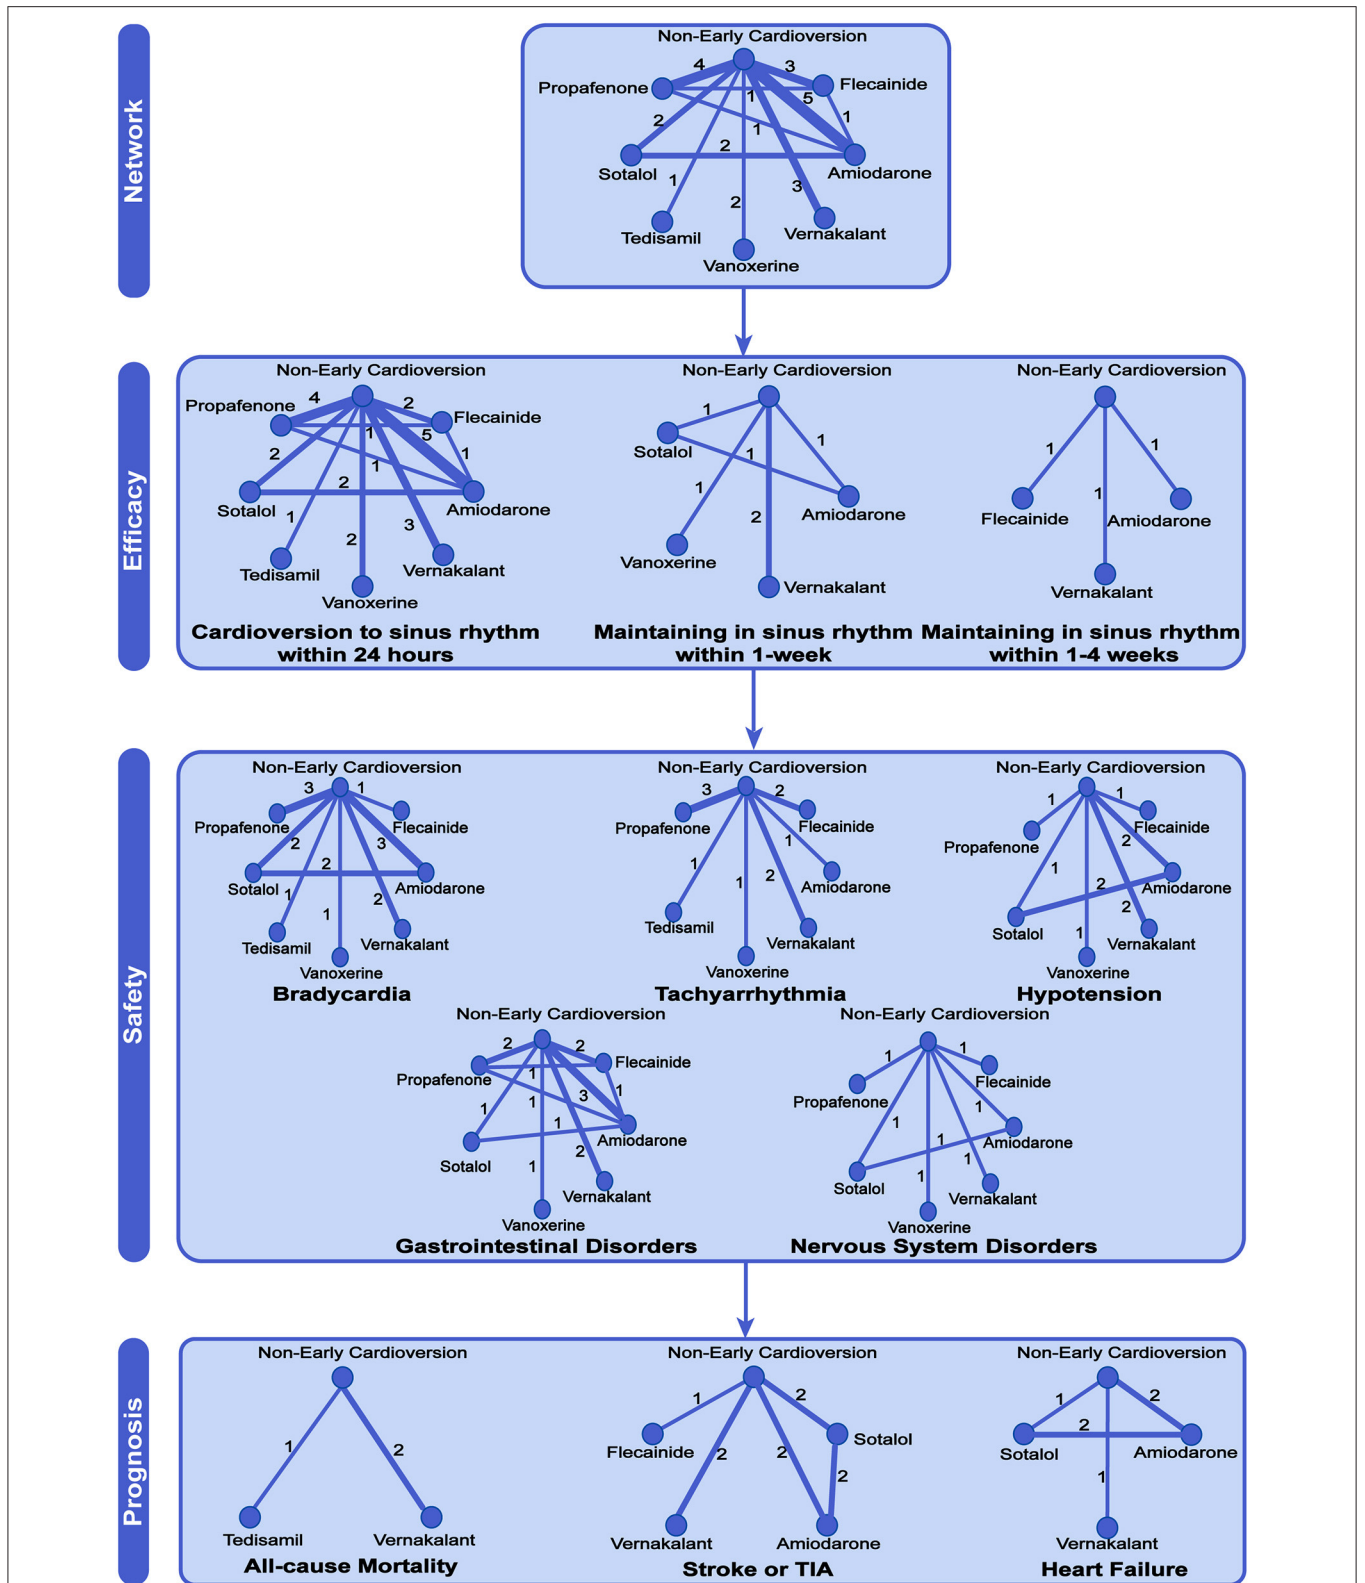 Network
Non-Early Cardioversion
4
3
Propafenone
Flecainide
1
5
2
1
1
2
Sotalol
Amiodarone
1
3
2
Tedisamil
Vernakalant
Vanoxerine
Efficacy
Non-Early Cardioversion
Propafenone
4
2
Flecainide
1
5
2
1
1
2
Sotalol
Amiodarone
1
3
2
Tedisamil
Vernakalant
Vanoxerine
Cardioversion to sinus rhythm
within 24 hours
Non-Early Cardioversion
1
1
Sotalol
1
1
Amiodarone
2
Vanoxerine
Vernakalant
Maintaining in sinus rhythm
within 1-week
Non-Early Cardioversion
1
1
1
Flecainide
Amiodarone
Vernakalant
Maintaining in sinus rhythm
within 1-4 weeks
Safety
Non-Early Cardioversion
3
1
Propafenone
Flecainide
2
3
2
Sotalol
Amiodarone
1
2
1
Tedisamil
Vernakalant
Vanoxerine
Bradycardia
Non-Early Cardioversion
3
2
Propafenone
Flecainide
1
1
2
1
Amiodarone
Tedisamil
Vernakalant
Vanoxerine
Tachyarrhythmia
Non-Early Cardioversion
1
1
Flecainide
Propafenone
2
1
2
Amiodarone
2
Sotalol
1
Vernakalant
Vanoxerine
Hypotension
Non-Early Cardioversion
2
2
Flecainide
Propafenone
1
1
3
1
1
1
Amiodarone
2
Sotalol
1
Vernakalant
Vanoxerine
Gastrointestinal Disorders
Non-Early Cardioversion
1
1
Flecainide
Propafenone
1
1
1
Amiodarone
1
1
Sotalol
Vernakalant
Vanoxerine
Nervous System Disorders
Prognosis
Non-Early Cardioversion
1
2
Tedisamil
Vernakalant
All-cause Mortality
Non-Early Cardioversion
1
2
Sotalol
Flecainide
2
2
2
Vernakalant
Amiodarone
Stroke or TIA
Non-Early Cardioversion
1
2
2
Sotalol
Amiodarone
1
Vernakalant
Heart Failure